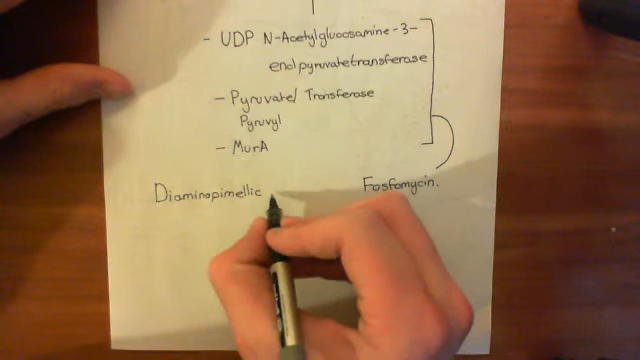 - UDP N-Acetylglucosamine-3-
enolpyruvatetransferase
- Pyruvate/ Transferase
Pyruvyl
- MurA
Diaminopimellic
Fosfomycin.